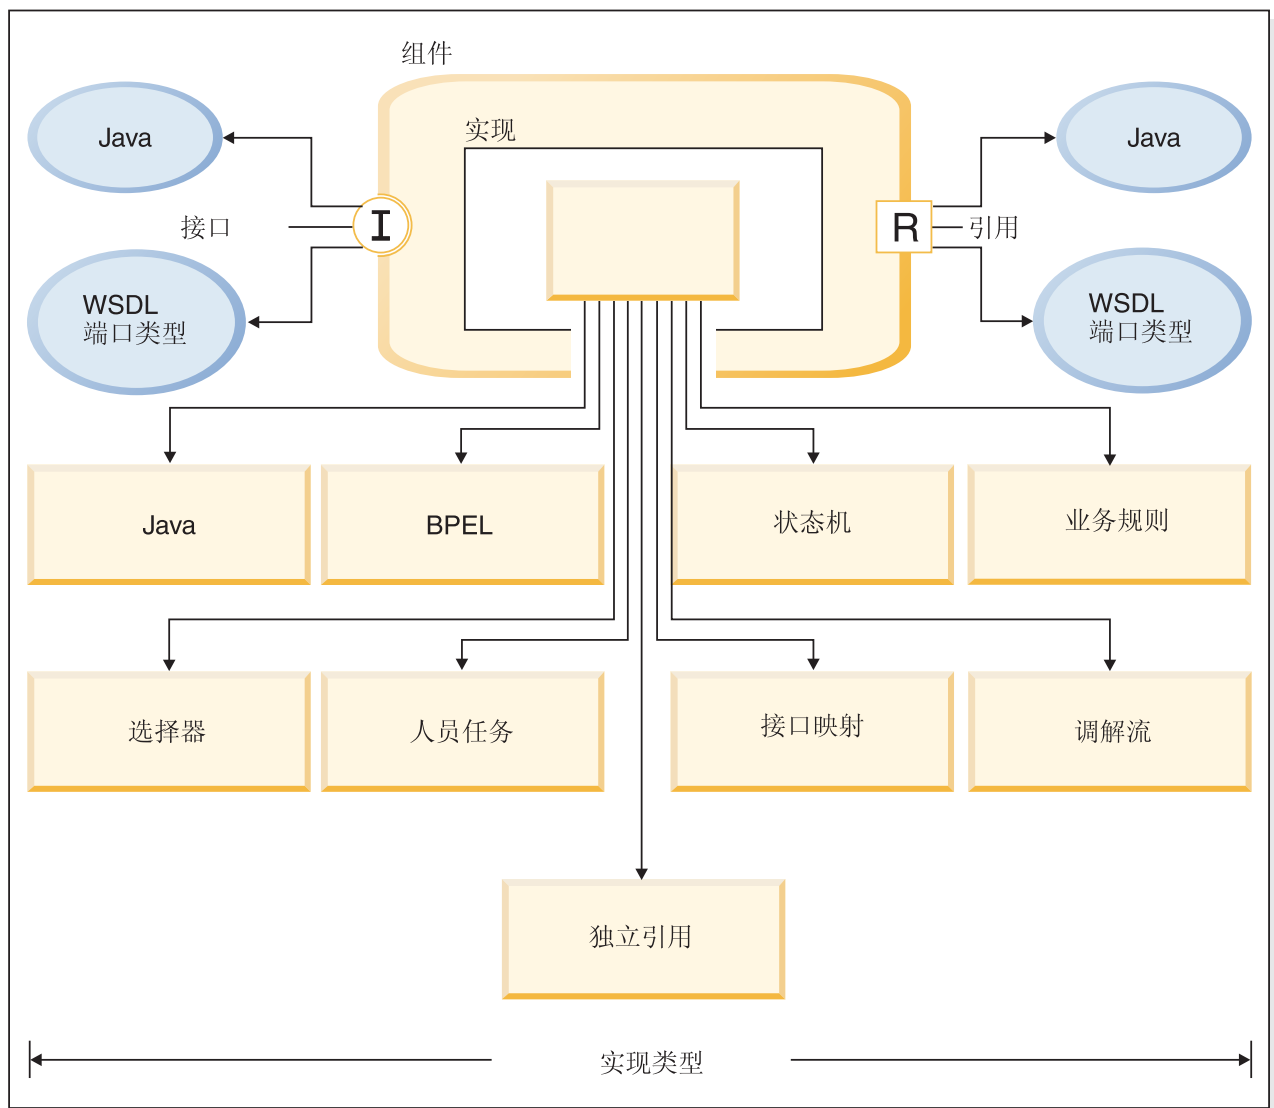 组件
实现
Java
Java
接口
I
R
引用
WSDL
端口类型
WSDL
端口类型
Java
BPEL
状态机
业务规则
选择器
人员任务
接口映射
调解流
独立引用
实现类型